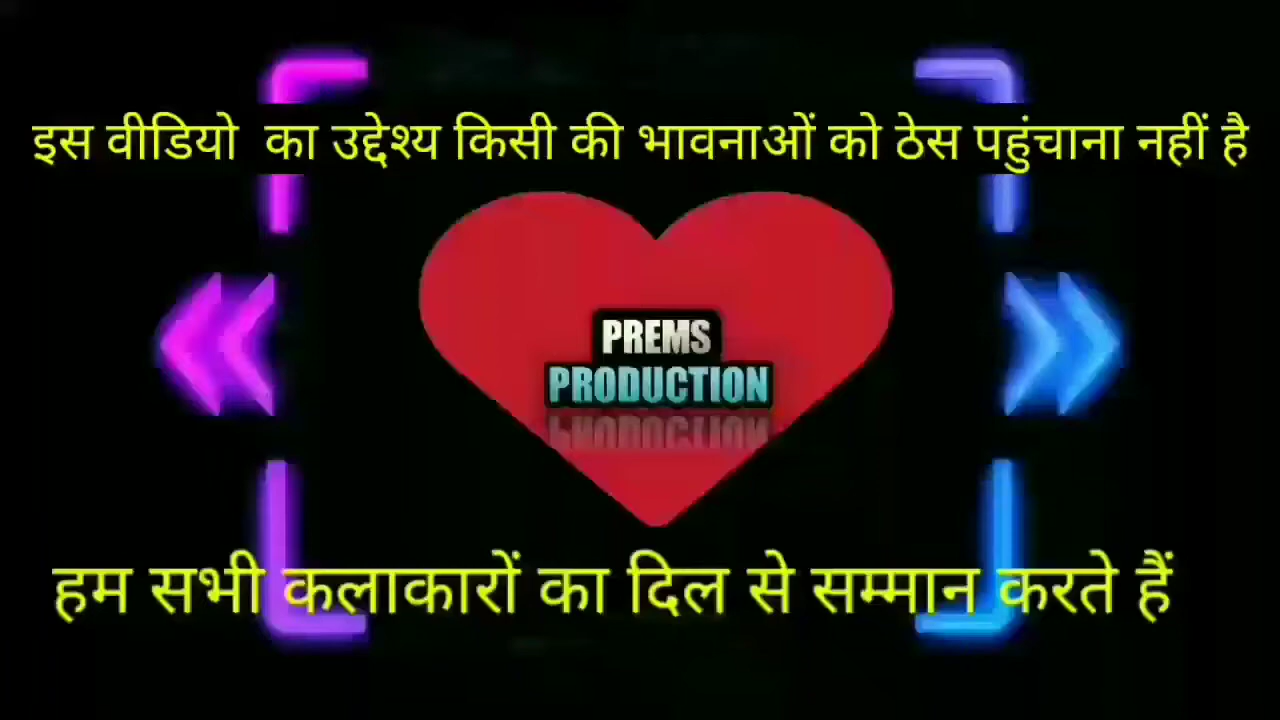 इस वीडियो का उद्देश्य किसी की भावनाओं को ठेस पहुंचाना नहीं है
PREMS
PRODUCTION
हम सभी कलाकारों का दिल से सम्मान करते हैं